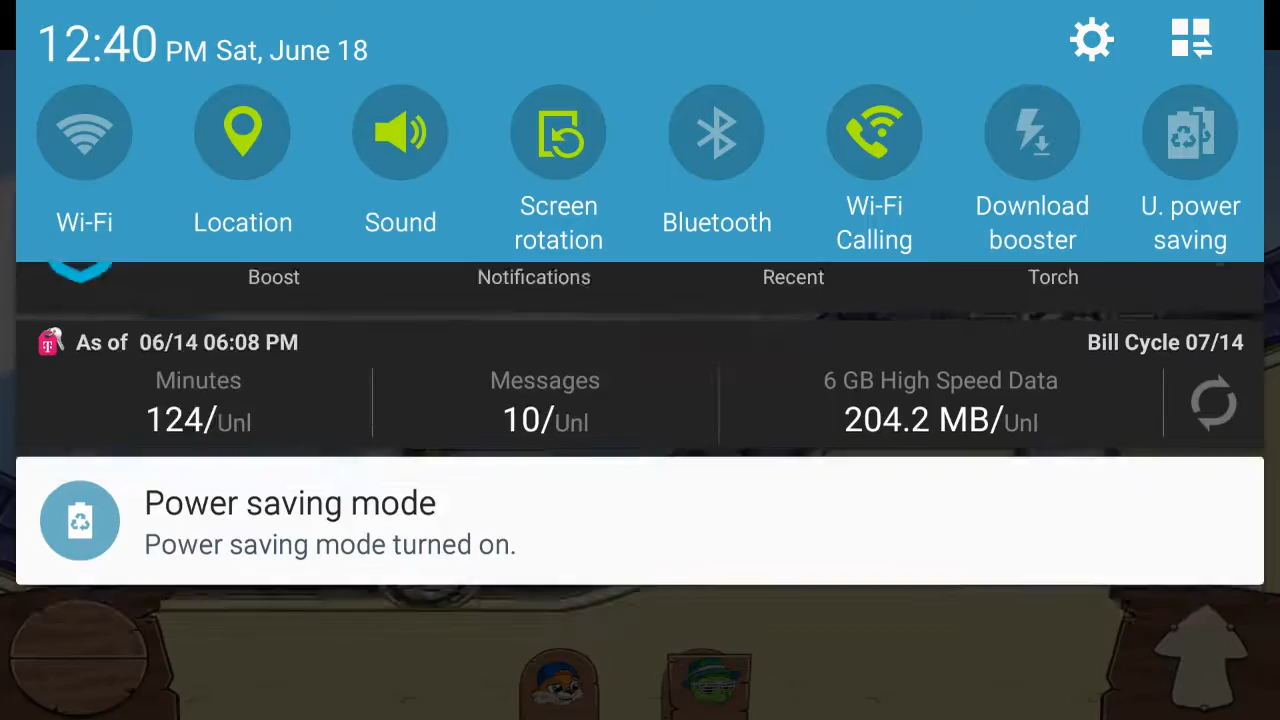 12:40 PM Sat, June 18
Wi-Fi
Location
Sound
Screen rotation
Bluetooth
Wi-Fi Calling
Download booster
U. power saving
Boost
Notifications
Recent
Torch
T
As of 06/14 06:08 PM
Bill Cycle 07/14
Minutes
124/Unl
Messages
10/Unl
6 GB High Speed Data
204.2 MB/Unl
Power saving mode
Power saving mode turned on.